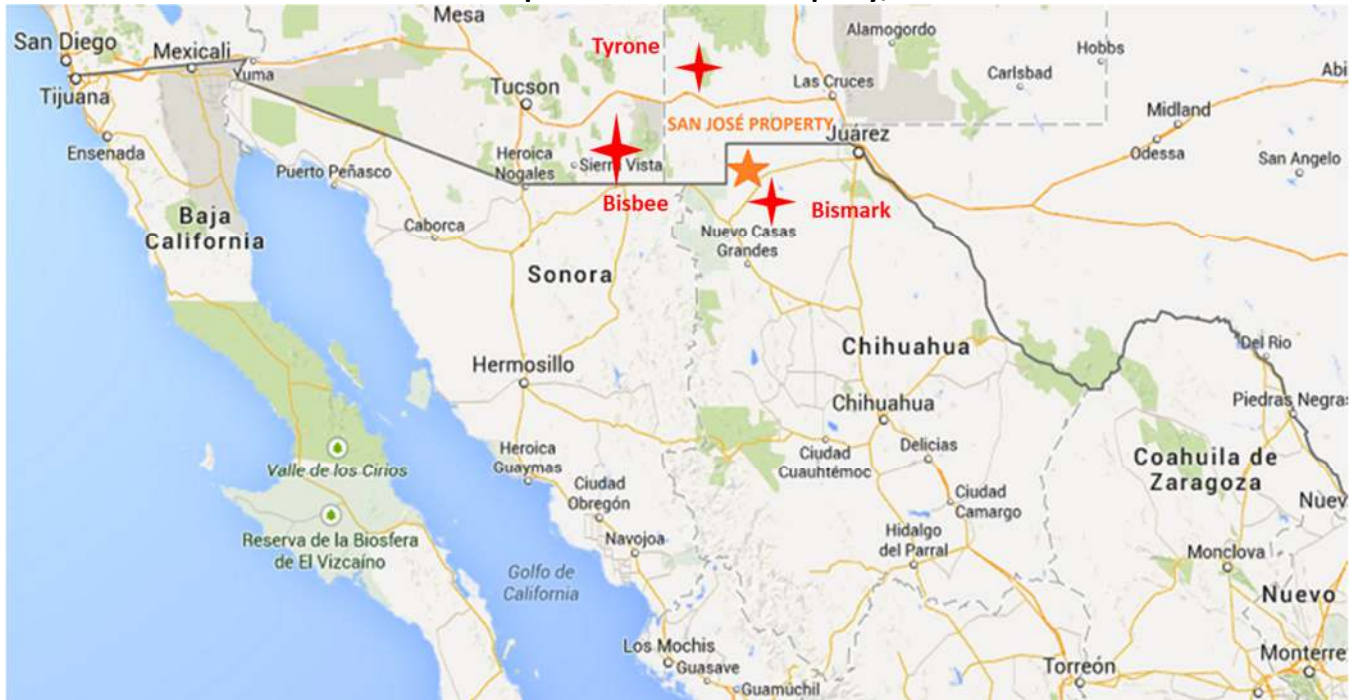 San Diego
Mexicali
Mesa
Tyrone
Alamogordo
Hobbs
Carlsbad
Abi
Yuma
Tijuana
Tucson
Las Cruces
Midland
SAN JOSÉ PROPERTY
Juárez
Odessa
San Angelo
Ensenada
Puerto Peñasco
Heroica
Nogales
Sierra Vista
Bisbee
Bismark
Baja
California
Caborca
Nuevo Casas
Grandes
Sonora
Chihuahua
Del Rio
Hermosillo
Chihuahua
Piedras Negras
Valle de los Cirios
Heroica
Guaymas
Ciudad
Cuauhtémoc
Delicias
Coahuila de
Zaragoza
Ciudad
Obregón
Ciudad
Camargo
Nuev
Reserva de la Biosfera
de El Vizcaíno
Navojoa
Hidalgo
del Parral
Monclova
Golfo de
California
Nuevo
Los Mochis
Guasave
Guamúchil
Torreón
Monterre